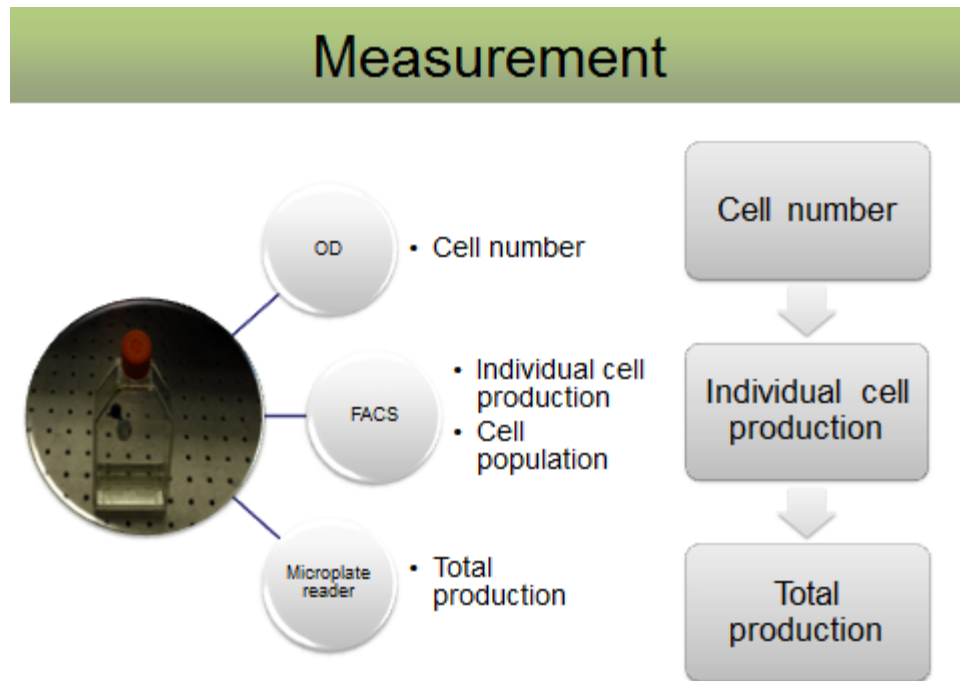 Measurement
OD
• Cell number
FACS
• Individual cell
production
• Cell
population
Microplate
reader
• Total
production
Cell number
Individual cell
production
Total
production